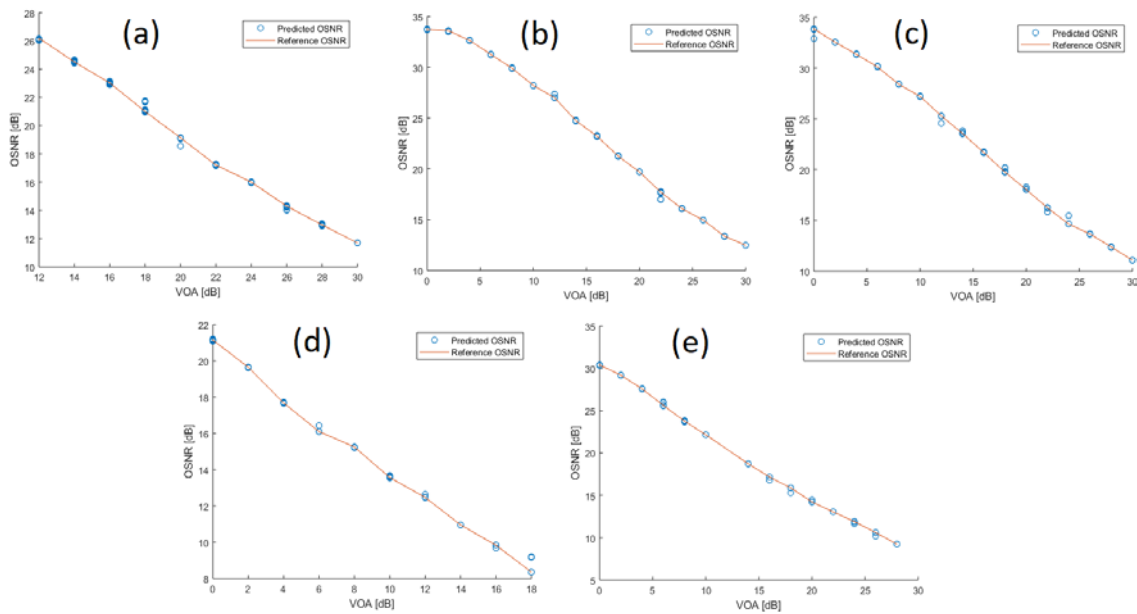 (a)
Predicted OSNR
Reference OSNR
28
26
24
22
20
18
16
14
12
10
OSNR [dB]
12 14 16 18 20 22 24 26 28 30
VOA [dB]
(b)
Predicted OSNR
Reference OSNR
35
30
25
20
15
10
OSNR [dB]
0 5 10 15 20 25 30
VOA [dB]
(c)
Predicted OSNR
Reference OSNR
35
30
25
20
15
10
OSNR [dB]
0 5 10 15 20 25 30
VOA [dB]
(d)
Predicted OSNR
Reference OSNR
22
20
18
16
14
12
10
8
OSNR [dB]
0 2 4 6 8 10 12 14 16 18
VOA [dB]
(e)
Predicted OSNR
Reference OSNR
35
30
25
20
15
10
5
OSNR [dB]
0 5 10 15 20 25 30
VOA [dB]